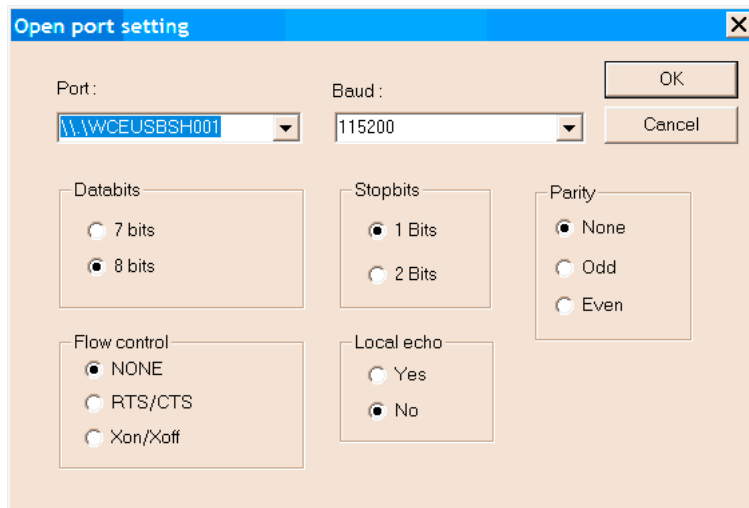 Open port setting
Port :
\\.\WCEUSBSH001
Baud :
115200
OK
Cancel
Databits
7 bits
8 bits
Stopbits
1 Bits
2 Bits
Parity
None
Odd
Even
Flow control
NONE
RTS/CTS
Xon/Xoff
Local echo
Yes
No